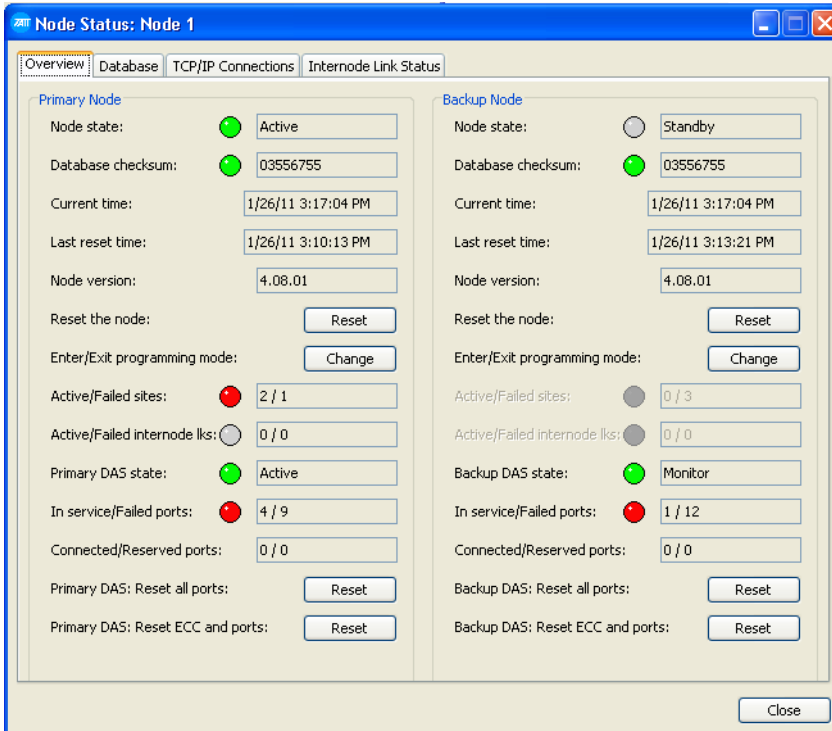 TAIT Node Status: Node 1
Overview Database TCP/IP Connections Internode Link Status
Primary Node
Node state: Active
Database checksum: 03556755
Current time: 1/26/11 3:17:04 PM
Last reset time: 1/26/11 3:10:13 PM
Node version: 4.08.01
Reset the node: Reset
Enter/Exit programming mode: Change
Active/Failed sites: 2 / 1
Active/Failed internode lks: 0 / 0
Primary DAS state: Active
In service/Failed ports: 4 / 9
Connected/Reserved ports: 0 / 0
Primary DAS: Reset all ports: Reset
Primary DAS: Reset ECC and ports: Reset
Backup Node
Node state: Standby
Database checksum: 03556755
Current time: 1/26/11 3:17:04 PM
Last reset time: 1/26/11 3:13:21 PM
Node version: 4.08.01
Reset the node: Reset
Enter/Exit programming mode: Change
Active/Failed sites: 0 / 3
Active/Failed internode lks: 0 / 0
Backup DAS state: Monitor
In service/Failed ports: 1 / 12
Connected/Reserved ports: 0 / 0
Backup DAS: Reset all ports: Reset
Backup DAS: Reset ECC and ports: Reset
Close